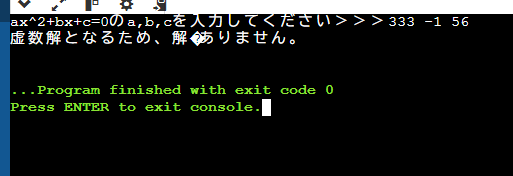 ax^2+bx+c=0のa,b,cを入力してください>>>333 -1 56
虚数解となるため、解�ありません。
...Program finished with exit code 0
Press ENTER to exit console.